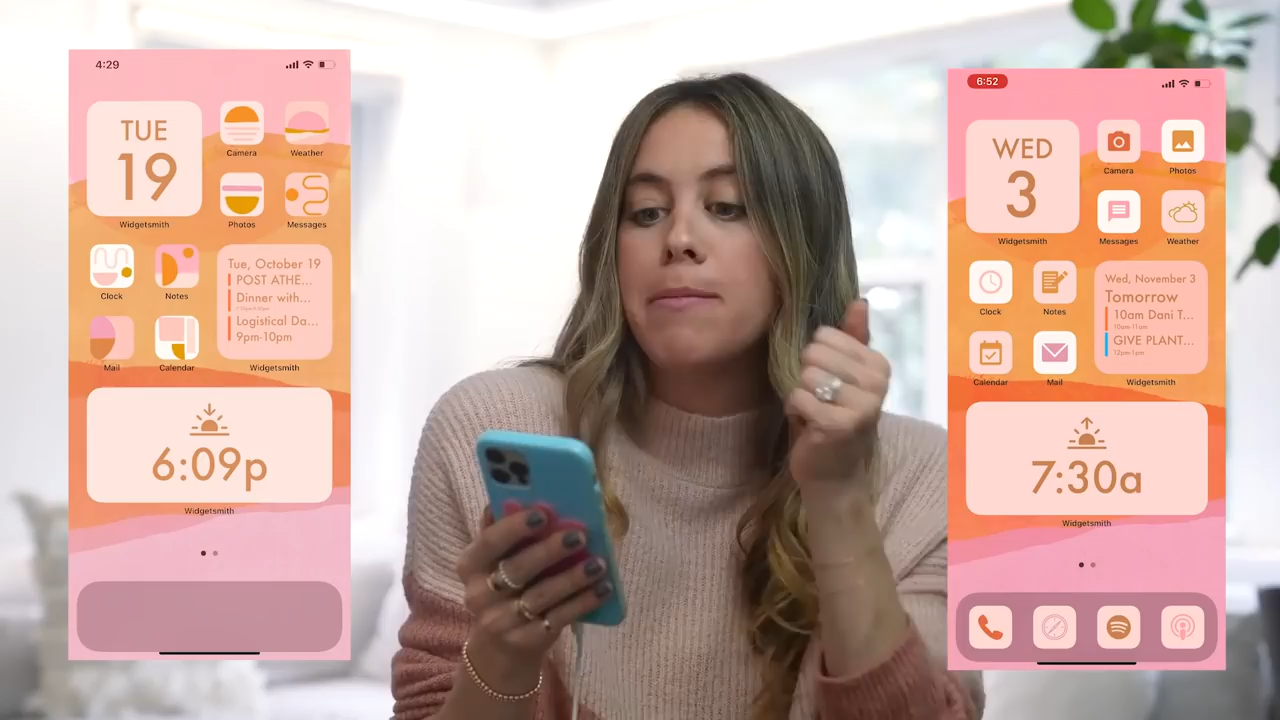 4:29
TUE
19
Widgetsmith
Camera
Weather
Photos
Messages
Clock
Notes
Mail
Calendar
Tue, October 19
POST ATHE...
Dinner with...
Logistical Da...
9pm-10pm
Widgetsmith
6:09p
Widgetsmith
6:52
WED
3
Widgetsmith
Camera
Photos
Messages
Weather
Clock
Notes
Calendar
Mail
Wed, November 3
Tomorrow
10am Dani T...
10am-11am
GIVE PLANT...
12pm-1pm
Widgetsmith
7:30a
Widgetsmith